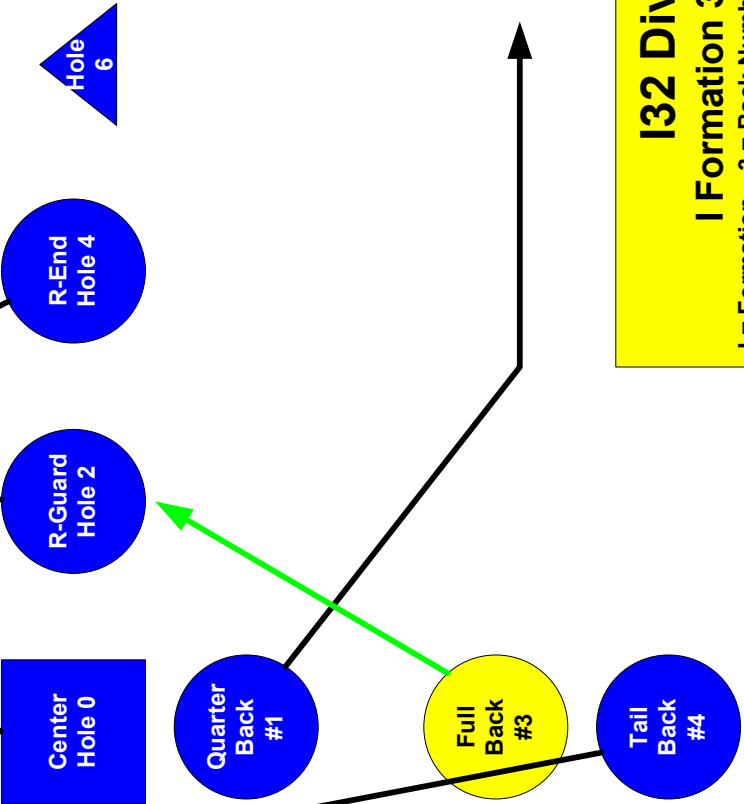 Hole
6
R-End
Hole 4
R-Guard
Hole 2
Center
Hole 0
Quarter
Back
#1
Full
Back
#3
Tail
Back
#4
I32 Div
I Formation 3